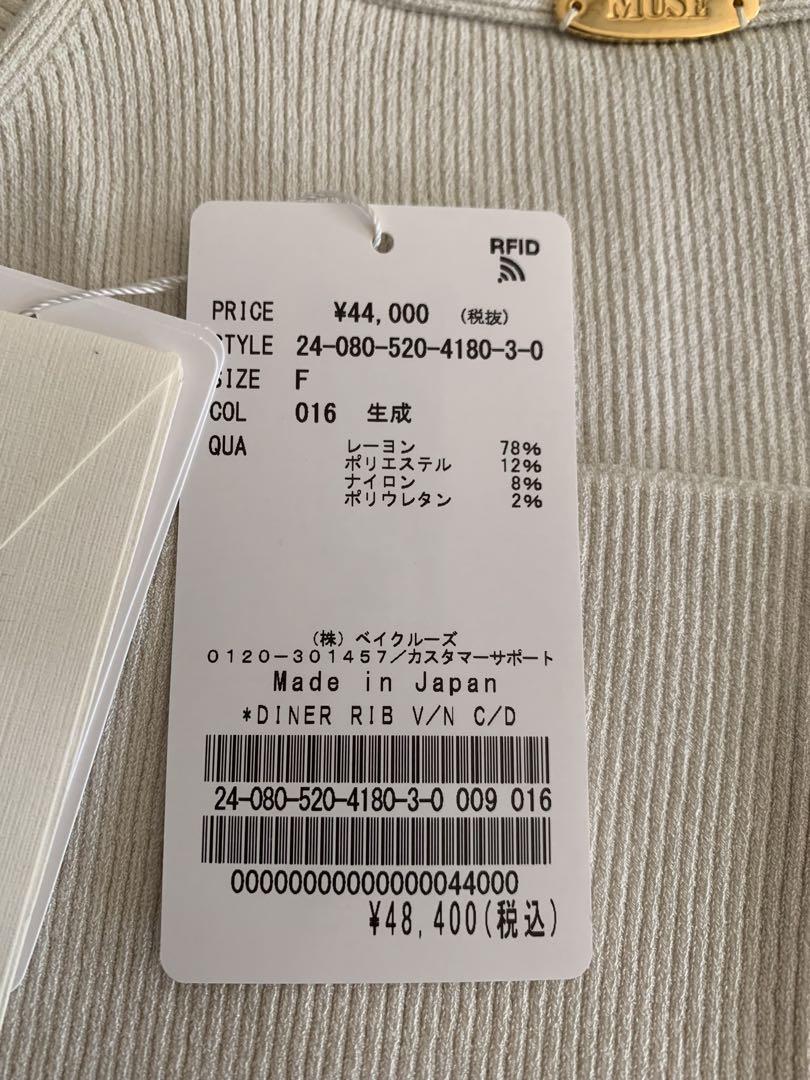 MUSE
RFID
PRICE ¥44,000 (税抜)
STYLE 24-080-520-4180-3-0
SIZE F
COL 016 生成
QUA レーヨン 78%
ポリエステル 12%
ナイロン 8%
ポリウレタン 2%
(株) ベイクルーズ
0120-301457/カスタマーサポート
Made in Japan
*DINER RIB V/N C/D
24-080-520-4180-3-0 009 016
00000000000000044000
¥48,400(税込)